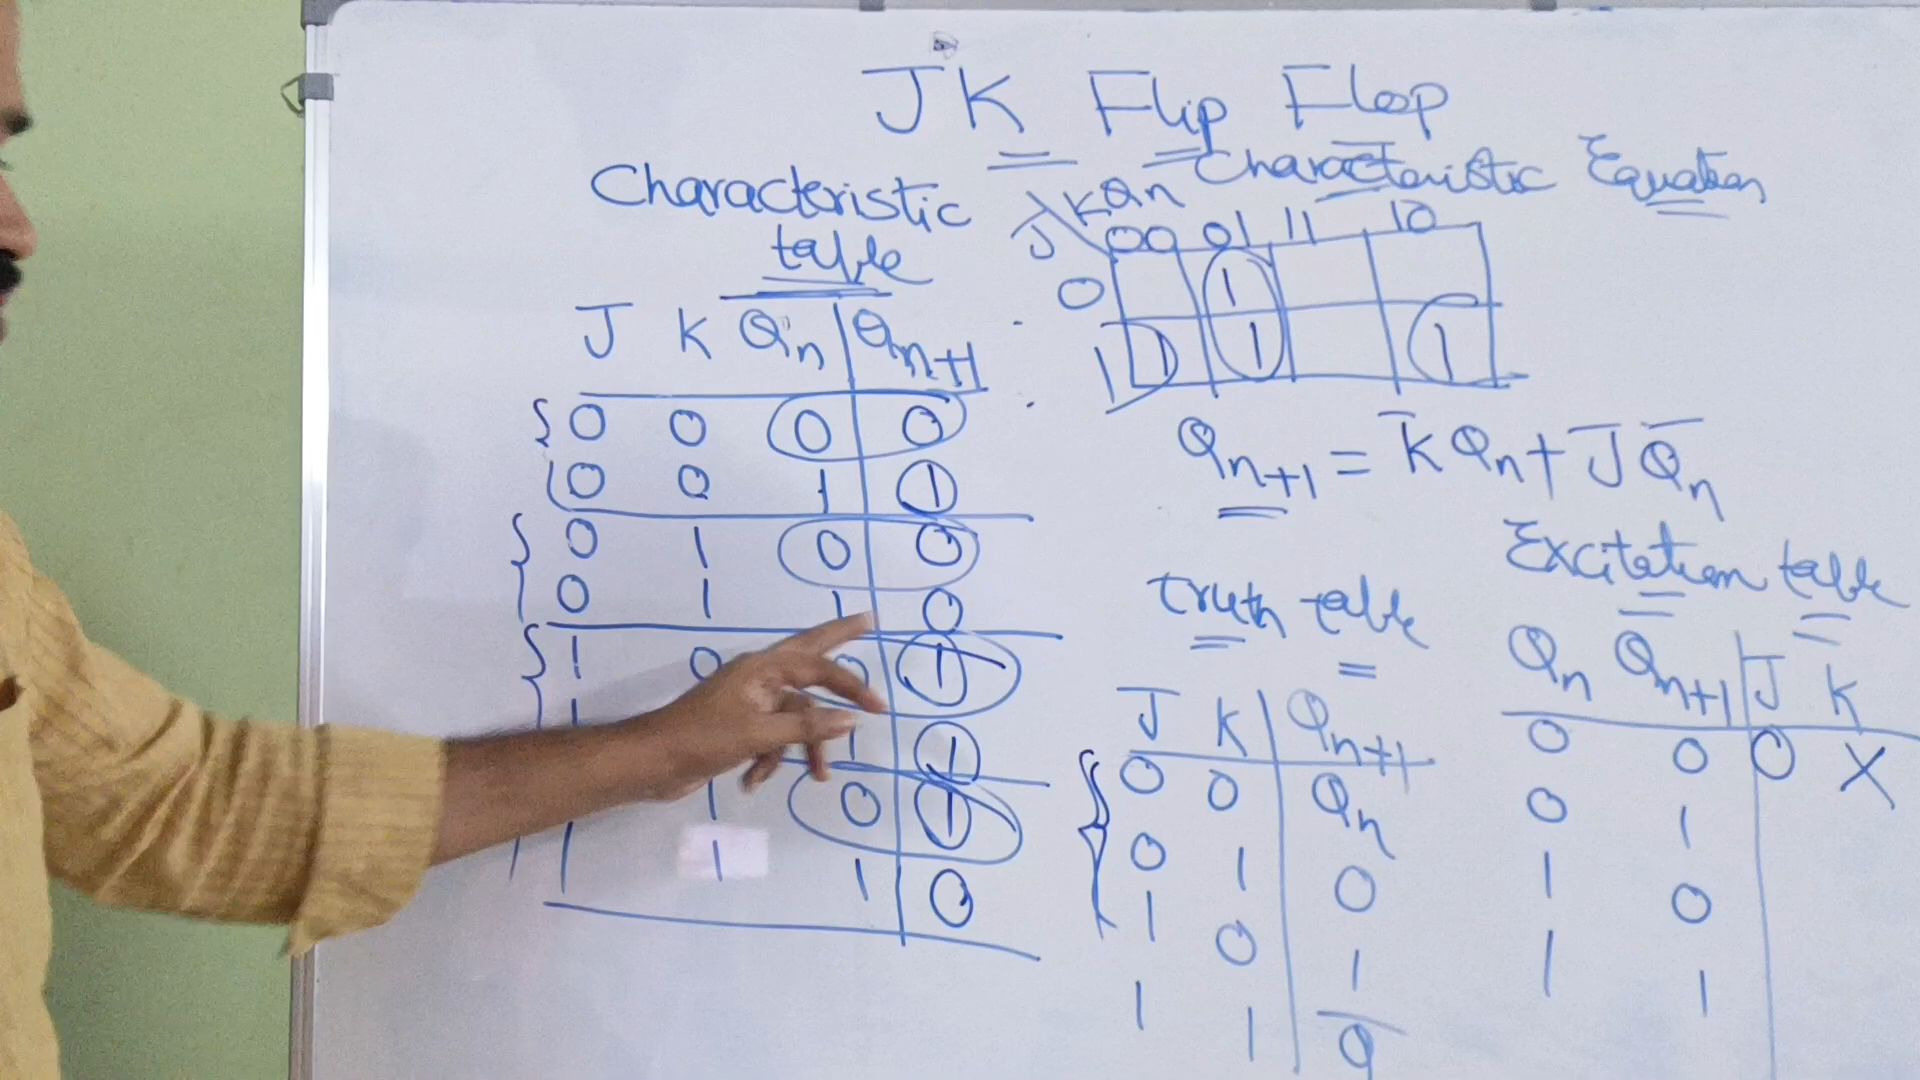 JK Flip Flop
Characteristic
table
J K Qn Qn+1
0 0 0 0
0 0 1 1
0 1 0 0
0 1 1 0
1 0 0 1
1 1 1
1 0 1
1 1 1 0
Characteristic Equation
J KQn
00 01 11 10
0 1
1 1 1 1
Qn+1 = K̅Qn + JQ̅n
Truth table
J K Qn+1
0 0 Qn
0 1 0
1 0 1
1 1 Q̅
Excitation table
Qn Qn+1 J K
0 0 0 X
0 1
1 0
1 1